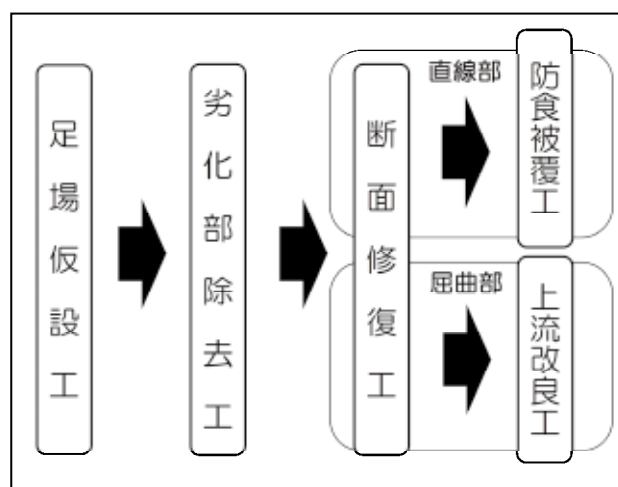 足場仮設工
劣化部除去工
断面修復工
直線部
防食被覆工
屈曲部
上流改良工